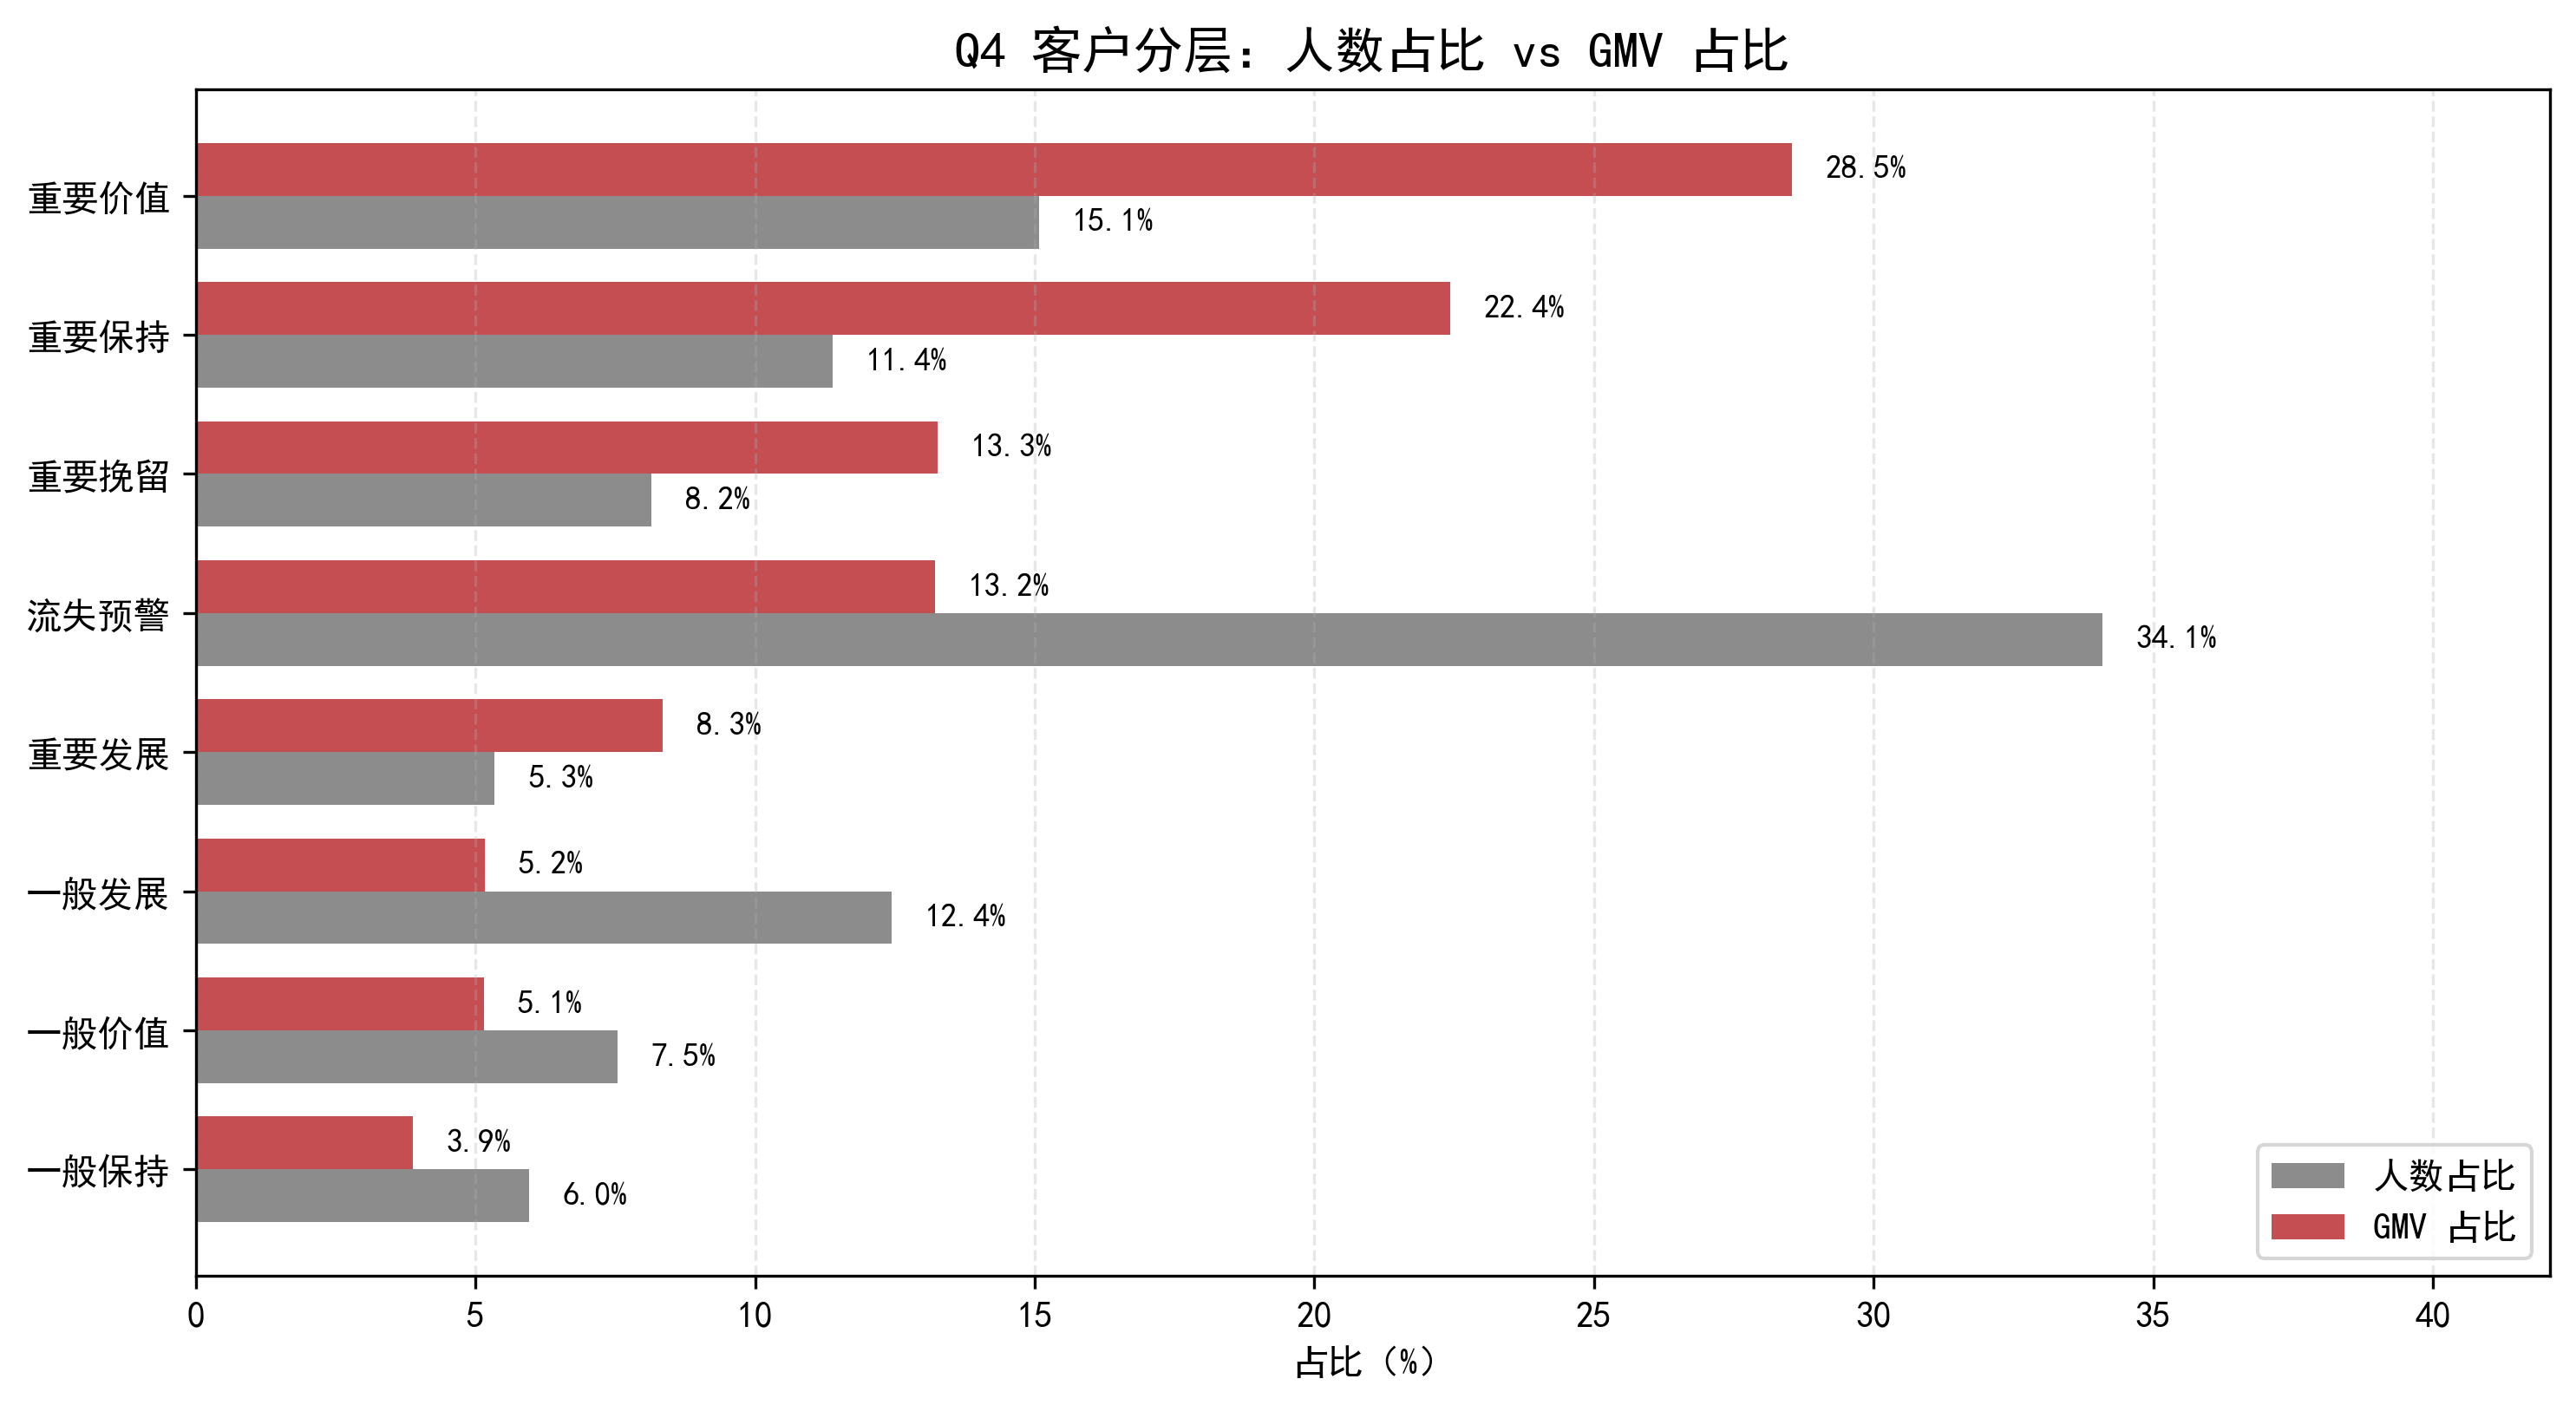 Q4 客户分层：人数占比 vs GMV 占比
重要价值
28.5%
15.1%
重要保持
22.4%
11.4%
重要挽留
13.3%
8.2%
流失预警
13.2%
34.1%
重要发展
8.3%
5.3%
一般发展
5.2%
12.4%
一般价值
5.1%
7.5%
一般保持
3.9%
6.0%
人数占比
GMV 占比
0 5 10 15 20 25 30 35 40
占比（%）